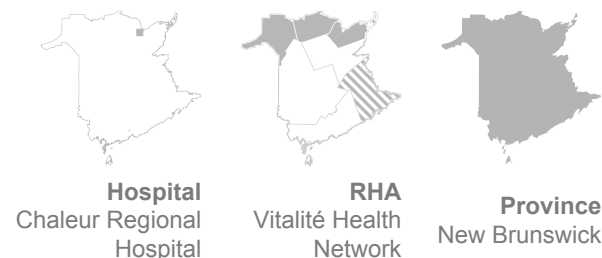 Hospital
Chaleur Regional
Hospital
RHA
Vitalité Health
Network
Province
New Brunswick